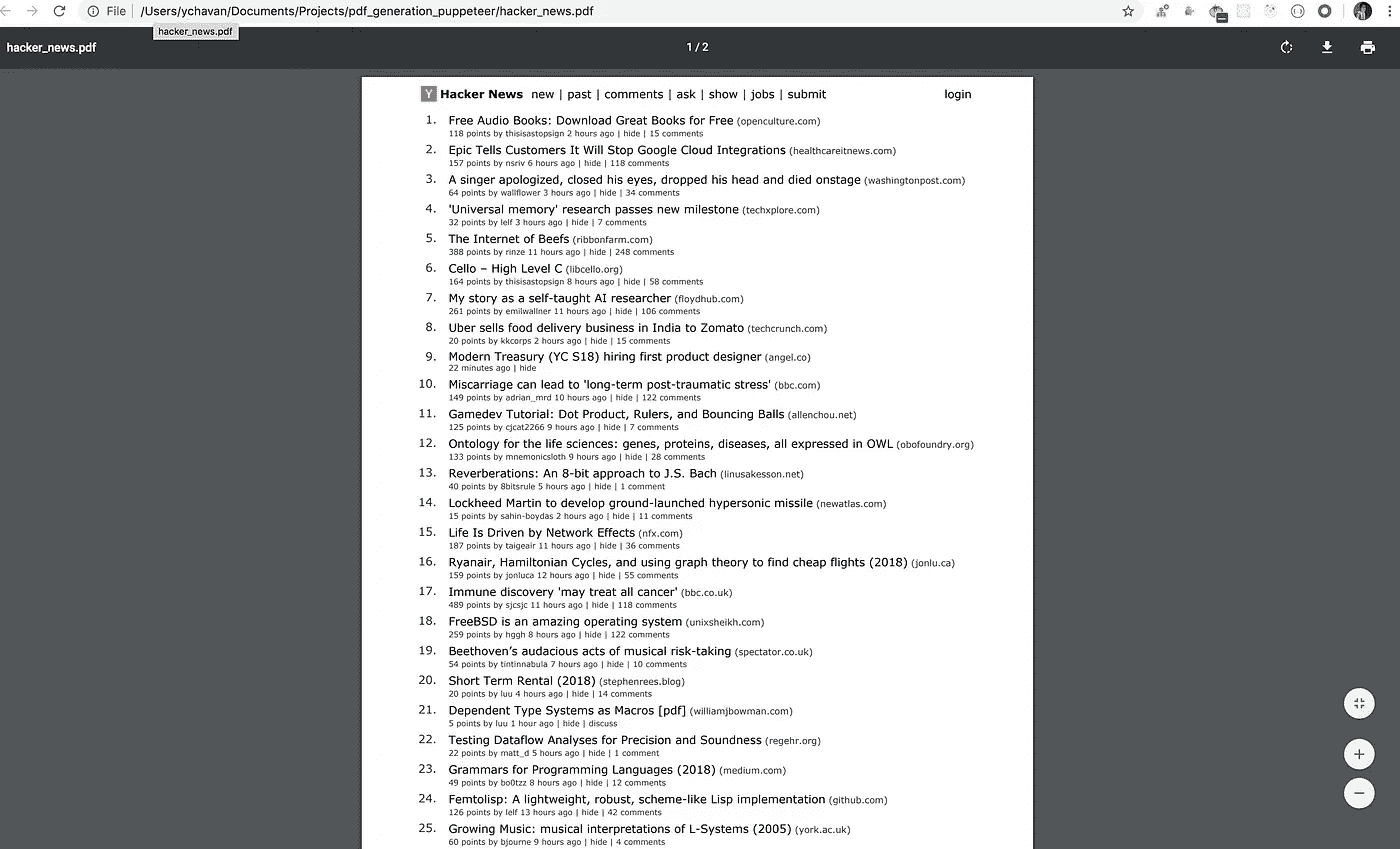 File | /Users/ychavan/Documents/Projects/pdf_generation_puppeteer/hacker_news.pdf
hacker_news.pdf
hacker_news.pdf
1 / 2
Y Hacker News new | past | comments | ask | show | jobs | submit login
1. Free Audio Books: Download Great Books for Free (openculture.com)
118 points by thisisastopsign 2 hours ago | hide | 15 comments
2. Epic Tells Customers It Will Stop Google Cloud Integrations (healthcareitnews.com)
157 points by nsriv 6 hours ago | hide | 118 comments
3. A singer apologized, closed his eyes, dropped his head and died onstage (washingtonpost.com)
64 points by wallflower 3 hours ago | hide | 34 comments
4. 'Universal memory' research passes new milestone (techxplore.com)
32 points by lelf 3 hours ago | hide | 7 comments
5. The Internet of Beefs (ribbonfarm.com)
388 points by rinze 11 hours ago | hide | 248 comments
6. Cello – High Level C (libcello.org)
164 points by thisisastopsign 8 hours ago | hide | 58 comments
7. My story as a self-taught AI researcher (floydhub.com)
261 points by emilwallner 11 hours ago | hide | 106 comments
8. Uber sells food delivery business in India to Zomato (techcrunch.com)
20 points by kkcorps 2 hours ago | hide | 15 comments
9. Modern Treasury (YC S18) hiring first product designer (angel.co)
22 minutes ago | hide
10. Miscarriage can lead to 'long-term post-traumatic stress' (bbc.com)
149 points by adrian_mrd 10 hours ago | hide | 122 comments
11. Gamedev Tutorial: Dot Product, Rulers, and Bouncing Balls (allenchou.net)
125 points by cjcat2266 9 hours ago | hide | 7 comments
12. Ontology for the life sciences: genes, proteins, diseases, all expressed in OWL (obofoundry.org)
133 points by mnemonicsloth 9 hours ago | hide | 28 comments
13. Reverberations: An 8-bit approach to J.S. Bach (linusakesson.net)
40 points by 8bitsrule 5 hours ago | hide | 1 comment
14. Lockheed Martin to develop ground-launched hypersonic missile (newatlas.com)
15 points by sahin-boydas 2 hours ago | hide | 11 comments
15. Life Is Driven by Network Effects (nfx.com)
187 points by taigeair 11 hours ago | hide | 36 comments
16. Ryanair, Hamiltonian Cycles, and using graph theory to find cheap flights (2018) (jonlu.ca)
159 points by jonluca 12 hours ago | hide | 55 comments
17. Immune discovery 'may treat all cancer' (bbc.co.uk)
489 points by sjcsjc 11 hours ago | hide | 118 comments
18. FreeBSD is an amazing operating system (unixsheikh.com)
259 points by hggh 8 hours ago | hide | 122 comments
19. Beethoven’s audacious acts of musical risk-taking (spectator.co.uk)
54 points by tintinnabula 7 hours ago | hide | 10 comments
20. Short Term Rental (2018) (stephenrees.blog)
20 points by luu 4 hours ago | hide | 14 comments
21. Dependent Type Systems as Macros [pdf] (williamjbowman.com)
5 points by luu 1 hour ago | hide | discuss
22. Testing Dataflow Analyses for Precision and Soundness (regehr.org)
22 points by matt_d 5 hours ago | hide | 1 comment
23. Grammars for Programming Languages (2018) (medium.com)
49 points by bo0tzz 8 hours ago | hide | 12 comments
24. Femtolisp: A lightweight, robust, scheme-like Lisp implementation (github.com)
126 points by lelf 13 hours ago | hide | 42 comments
25. Growing Music: musical interpretations of L-Systems (2005) (york.ac.uk)
60 points by bjourne 9 hours ago | hide | 4 comments